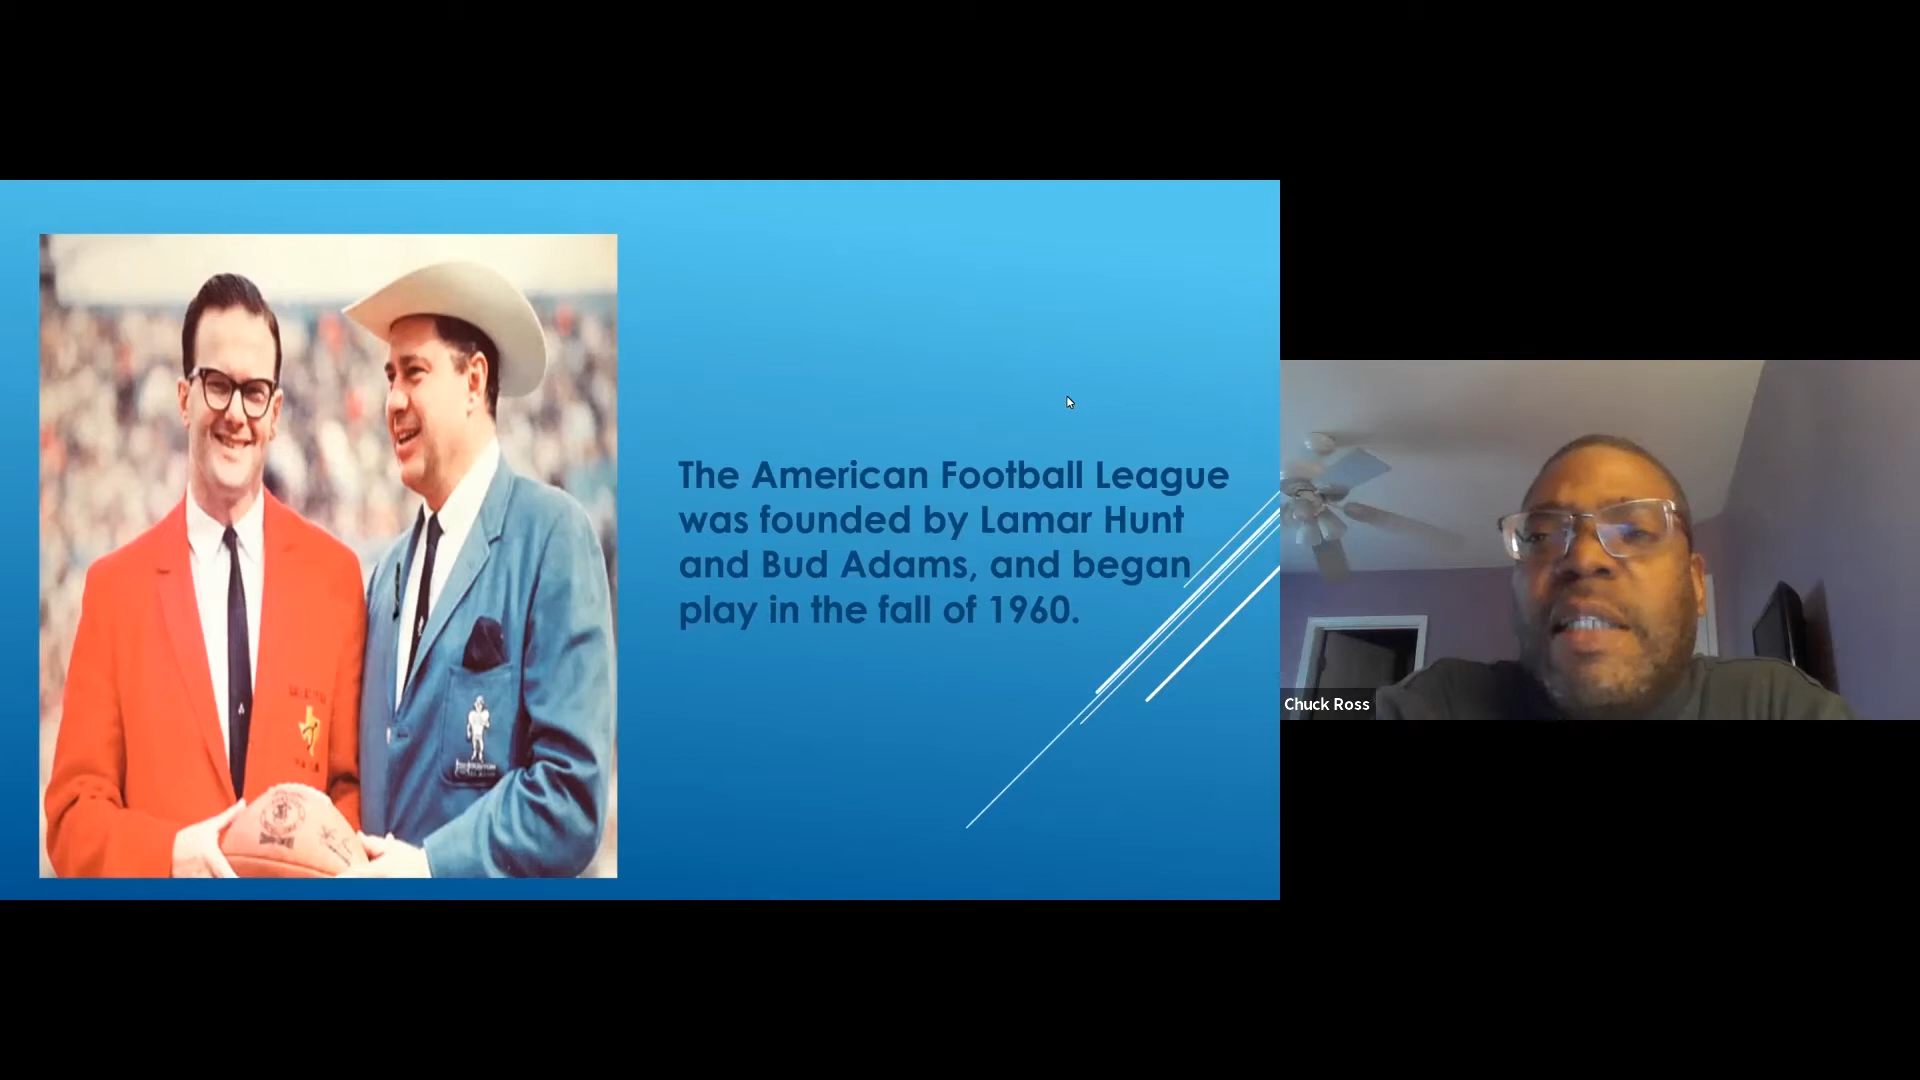 The American Football League
was founded by Lamar Hunt
and Bud Adams, and began
play in the fall of 1960.
Chuck Ross